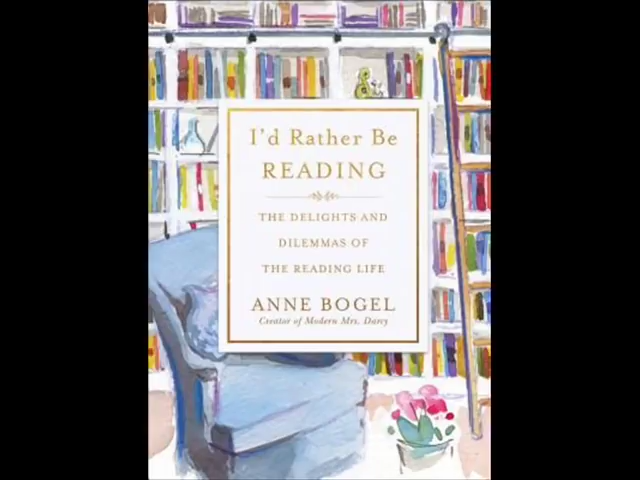 I'd Rather Be
READING
THE DELIGHTS AND
DILEMMAS OF
THE READING LIFE
ANNE BOGEL
Creator of Modern Mrs. Darcy